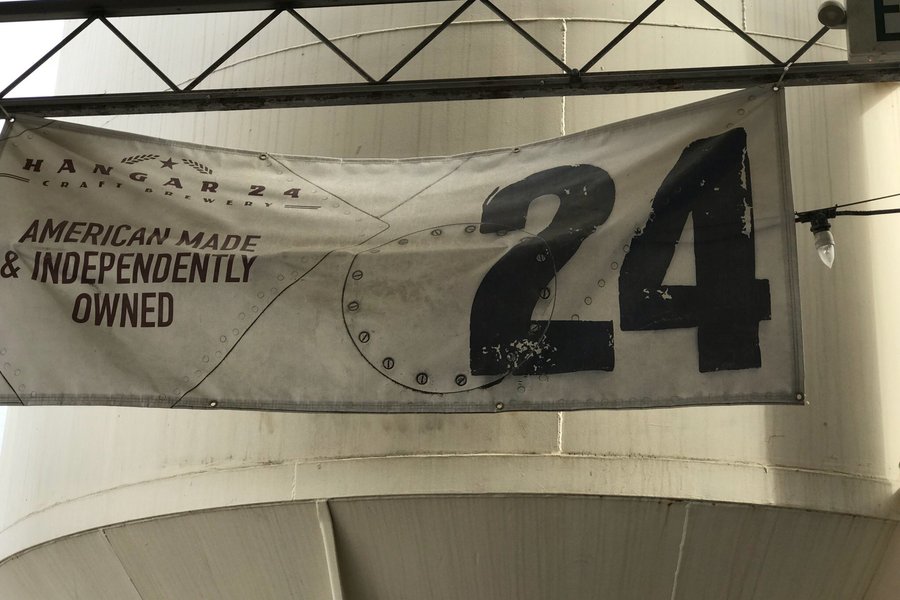 HANGAR 24
CRAFT BREWERY
AMERICAN MADE
& INDEPENDENTLY
OWNED
24